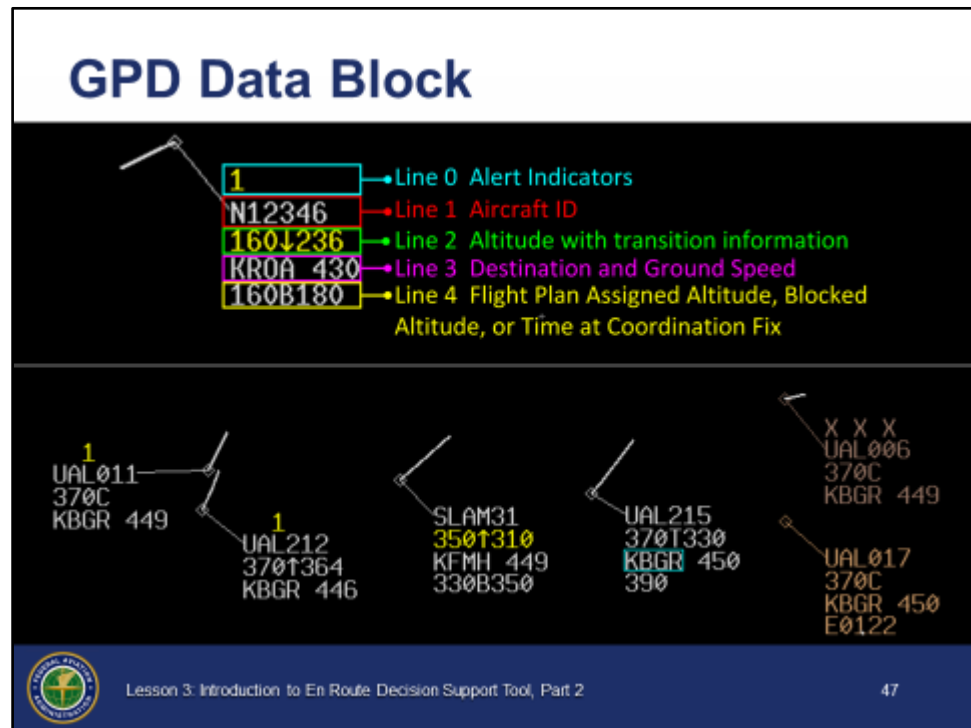 GPD Data Block
1
Line 0 Alert Indicators
N12346
Line 1 Aircraft ID
160↓236
Line 2 Altitude with transition information
KROA 430
Line 3 Destination and Ground Speed
160B180
Line 4 Flight Plan Assigned Altitude, Blocked
Altitude, or Time at Coordination Fix
1
UAL011
370C
KBGR 449
1
UAL212
370↑364
KBGR 446
SLAM31
350↑310
KFMH 449
330B350
UAL215
370T330
KBGR 450
390
X X X
UAL006
370C
KBGR 449
UAL017
370C
KBGR 450
E0122
Lesson 3: Introduction to En Route Decision Support Tool, Part 2
47